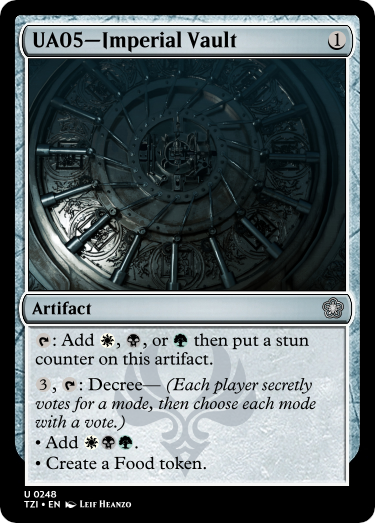 UA05—Imperial Vault
1
Artifact
: Add , , or then put a stun
counter on this artifact.
3 , : Decree— (Each player secretly
votes for a mode, then choose each mode
with a vote.)
• Add .
• Create a Food token.
U 0248
TZI • EN Leif Heanzo